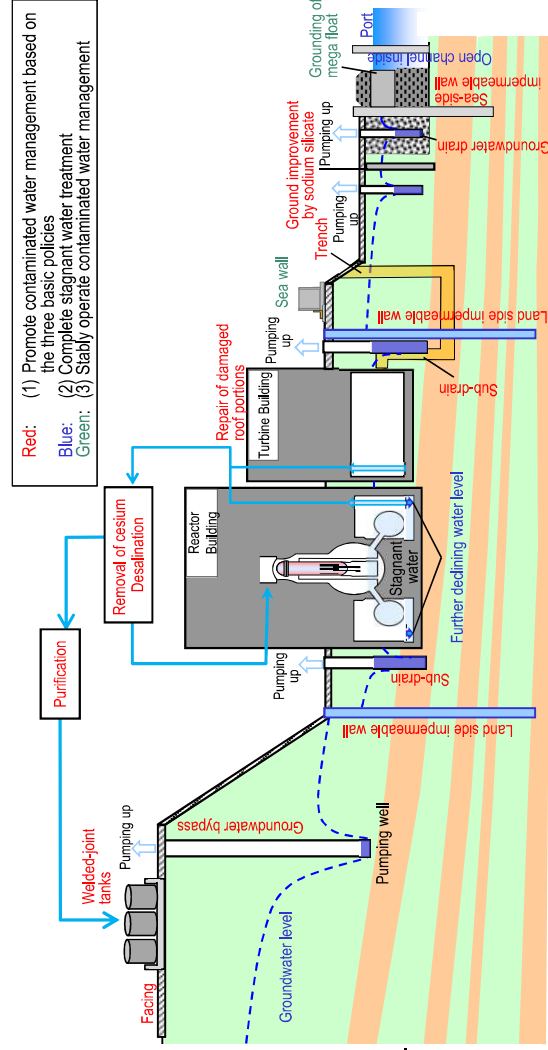 Red: (1) Promote contaminated water management based on
the three basic policies
Blue: (2) Complete stagnant water treatment
Green: (3) Stably operate contaminated water management
Purification
Removal of cesium
Desalination
Welded-joint
tanks
Pumping up
Facing
Groundwater bypass
Groundwater level
Pumping well
Land side impermeable wall
Pumping
up
Sub-drain
Reactor
Building
Stagnant
water
Further declining water level
Repair of damaged
roof portions
Turbine Building
Pumping
up
Sub-drain
Land side impermeable wall
Sea wall
Trench
Pumping up
Ground improvement
by sodium silicate
Pumping up
Groundwater drain
Sea-side
impermeable wall
Grounding of
mega float
Open channel inside
Port